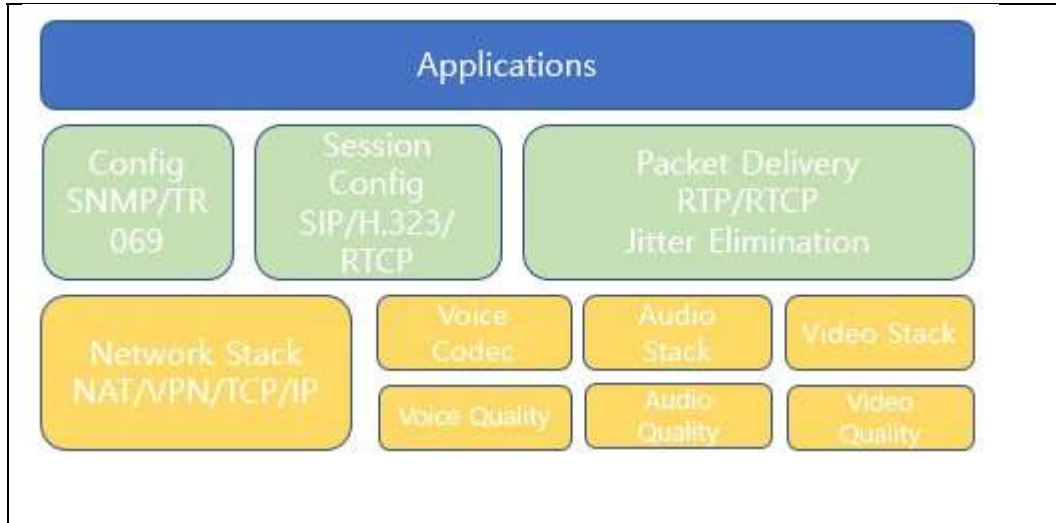 Applications
Config
SNMP/TR
069
Session
Config
SIP/H.323/
RTCP
Packet Delivery
RTP/RTCP
Jitter Elimination
Network Stack
NAT/VPN/TCP/IP
Voice
Codec
Audio
Stack
Video Stack
Voice Quality
Audio
Quality
Video
Quality